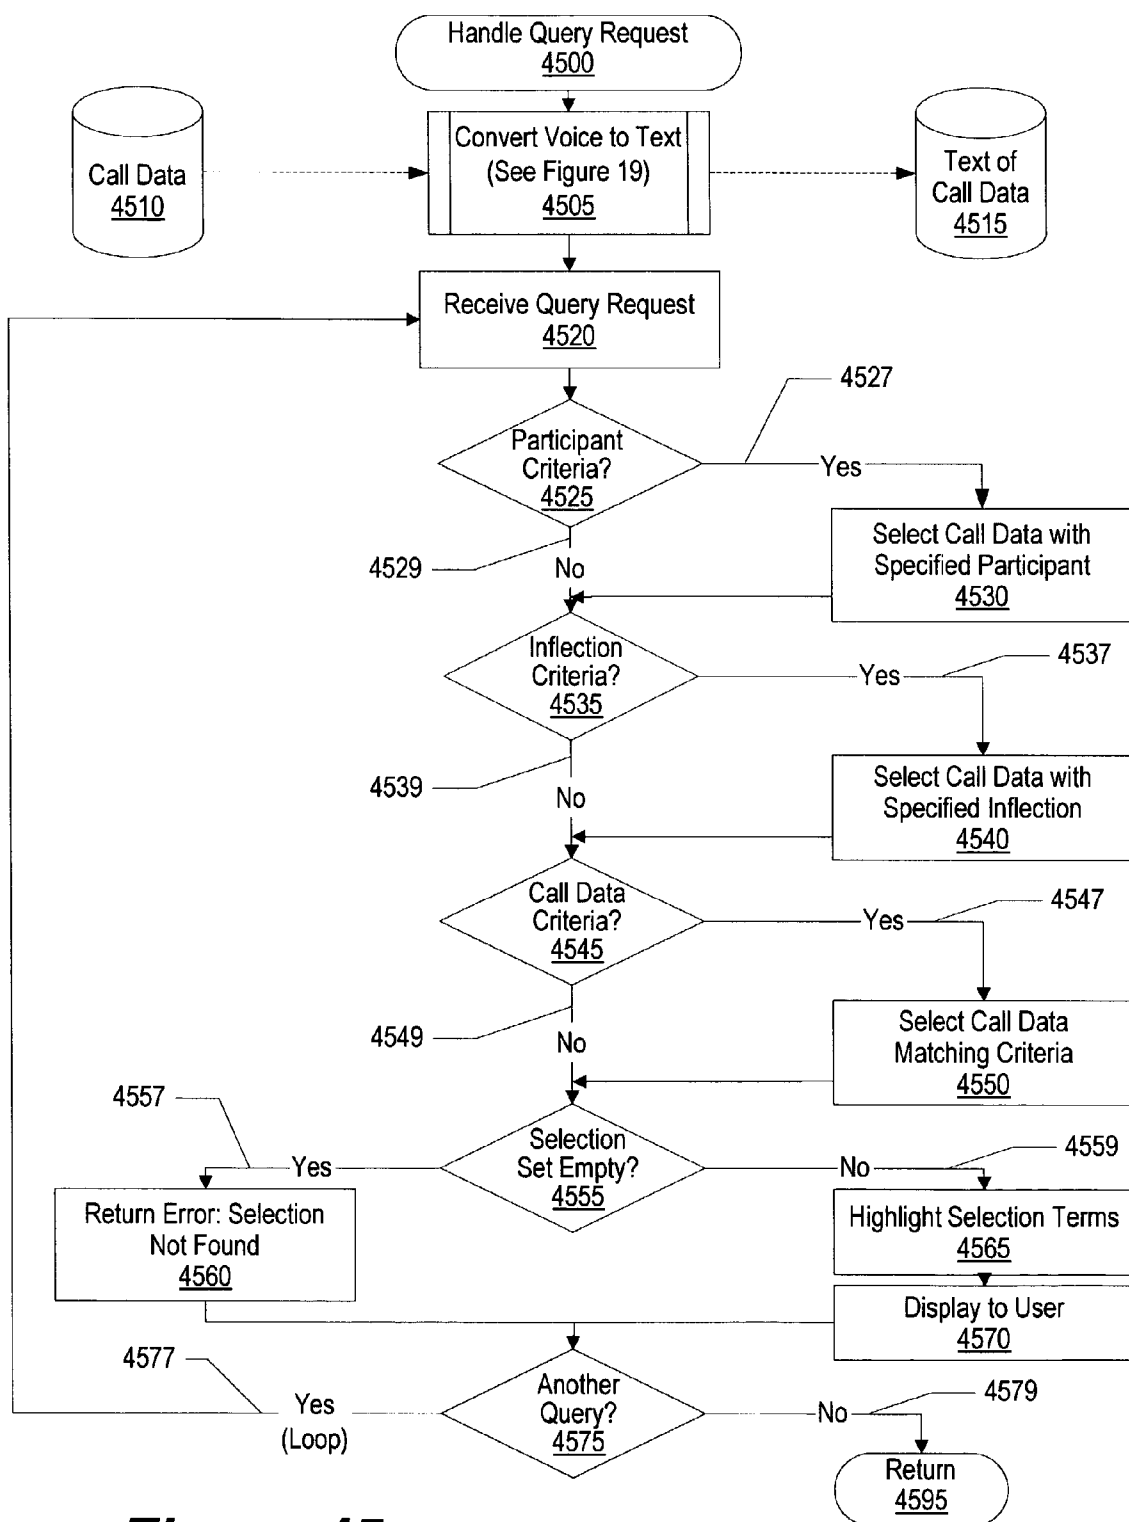 Handle Query Request
4500
Call Data
4510
Convert Voice to Text
(See Figure 19)
4505
Text of
Call Data
4515
Receive Query Request
4520
4527
Participant
Criteria?
4525
Yes
4529
No
Select Call Data with
Specified Participant
4530
Inflection
Criteria?
4535
Yes
4537
4539
No
Select Call Data with
Specified Inflection
4540
Call Data
Criteria?
4545
Yes
4547
4549
No
Select Call Data
Matching Criteria
4550
4557
Yes
Selection
Set Empty?
4555
No
4559
Return Error: Selection
Not Found
4560
Highlight Selection Terms
4565
Display to User
4570
4577
Yes
(Loop)
Another
Query?
4575
No
4579
Return
4595